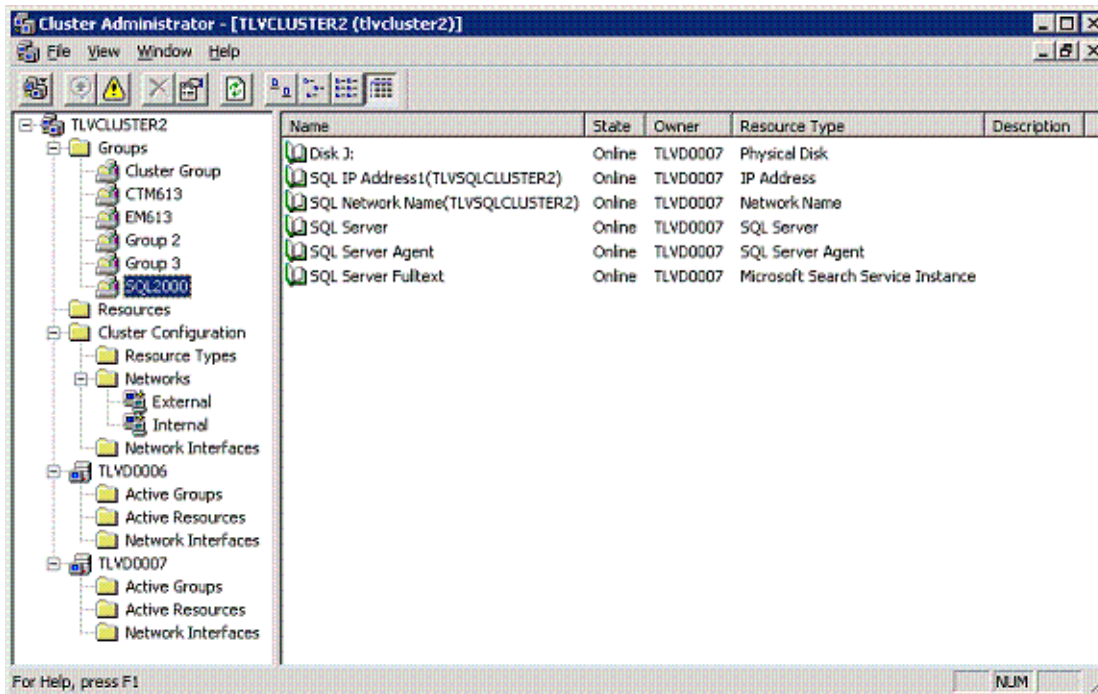 Cluster Administrator - [TLVCLUSTER2 (tlvcluster2)]
File View Window Help
TLVCLUSTER2
Groups
Cluster Group
CTM613
EM613
Group 2
Group 3
SQL2000
Resources
Cluster Configuration
Resource Types
Networks
External
Internal
Network Interfaces
TLVD0006
Active Groups
Active Resources
Network Interfaces
TLVD0007
Active Groups
Active Resources
Network Interfaces
Name State Owner Resource Type Description
Disk J: Online TLVD0007 Physical Disk
SQL IP Address1(TLVSQLCLUSTER2) Online TLVD0007 IP Address
SQL Network Name(TLVSQLCLUSTER2) Online TLVD0007 Network Name
SQL Server Online TLVD0007 SQL Server
SQL Server Agent Online TLVD0007 SQL Server Agent
SQL Server Fulltext Online TLVD0007 Microsoft Search Service Instance
For Help, press F1
NUM